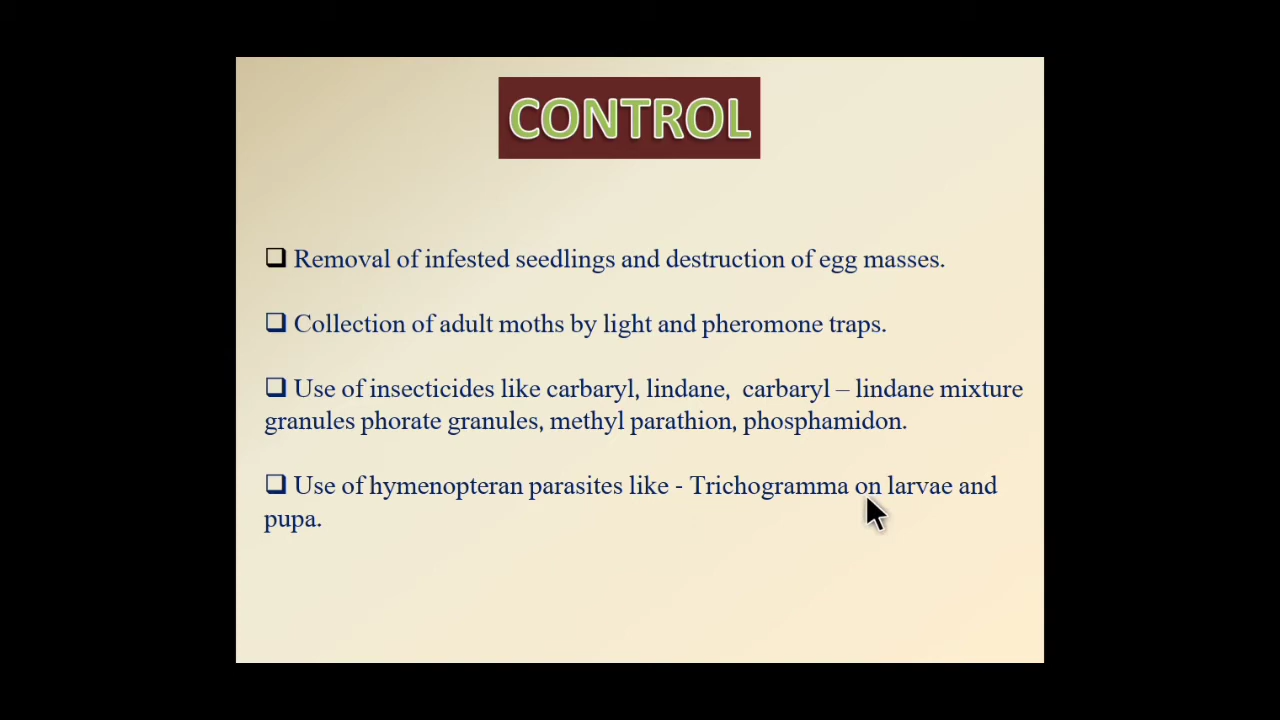 CONTROL
❑ Removal of infested seedlings and destruction of egg masses.
❑ Collection of adult moths by light and pheromone traps.
❑ Use of insecticides like carbaryl, lindane,  carbaryl – lindane mixture
granules phorate granules, methyl parathion, phosphamidon.
❑ Use of hymenopteran parasites like - Trichogramma on larvae and
pupa.